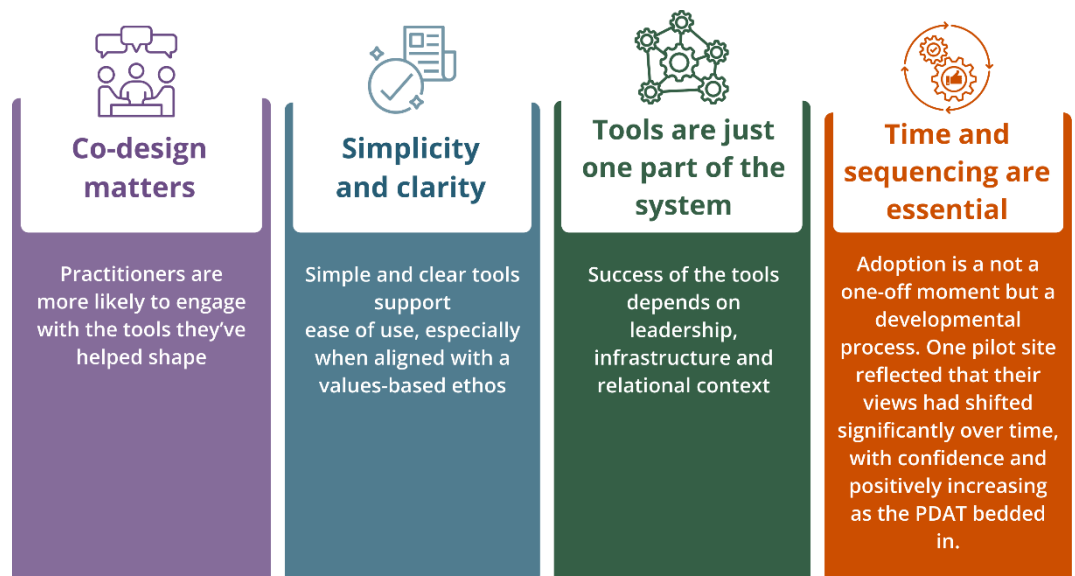 Co-design
matters
Practitioners are
more likely to engage
with the tools they’ve
helped shape
Simplicity
and clarity
Simple and clear tools
support
ease of use, especially
when aligned with a
values-based ethos
Tools are just
one part of the
system
Success of the tools
depends on
leadership,
infrastructure and
relational context
Time and
sequencing are
essential
Adoption is a not a
one-off moment but a
developmental
process. One pilot site
reflected that their
views had shifted
significantly over time,
with confidence and
positively increasing
as the PDAT bedded
in.